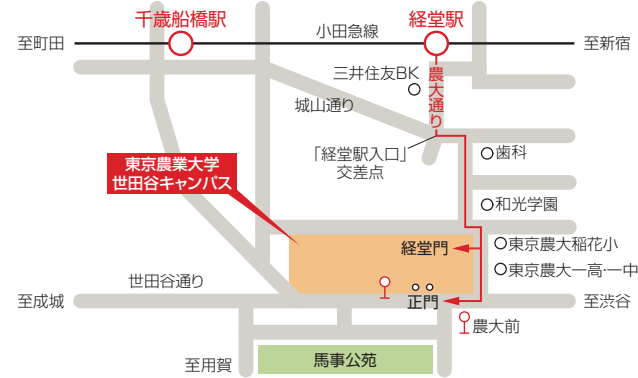 千歳船橋駅
経堂駅
小田急線
至町田
至新宿
三井住友BK
農大通り
城山通り
「経堂駅入口」
交差点
歯科
東京農業大学
世田谷キャンパス
和光学園
経堂門
東京農大稲花小
東京農大一高・一中
世田谷通り
至成城
正門
至渋谷
農大前
馬事公苑
至用賀